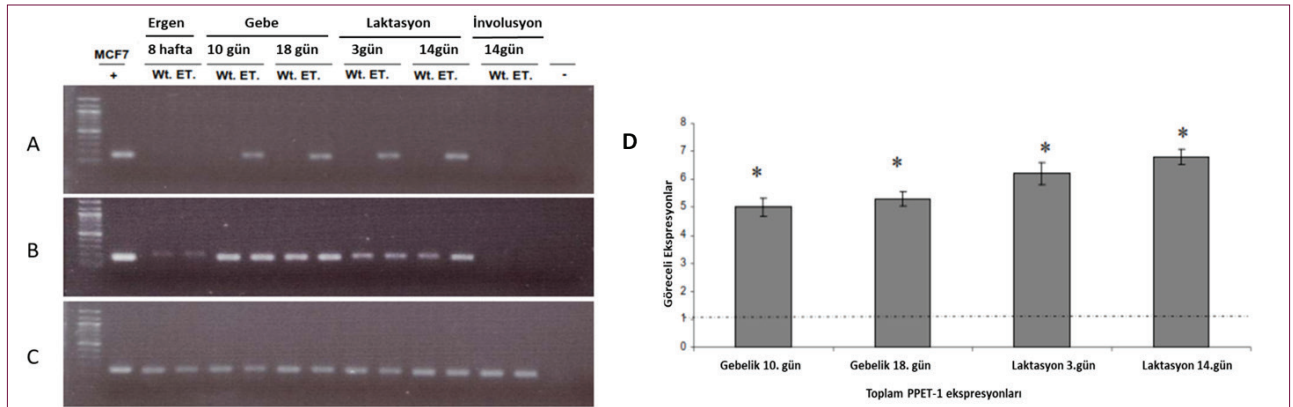 Ergen Gebe Laktasyon İnvolusyon
MCF7 8 hafta 10 gün 18 gün 3gün 14gün 14gün
+ Wt. ET. Wt. ET. Wt. ET. Wt. ET. Wt. ET. Wt. ET. -
A
B
C
D
Göreceli Ekspresyonlar
8
7
6
5
4
3
2
1
0
* * * *
Gebelik 10. gün Gebelik 18. gün Laktasyon 3.gün Laktasyon 14.gün
Toplam PPET-1 ekspresyonları